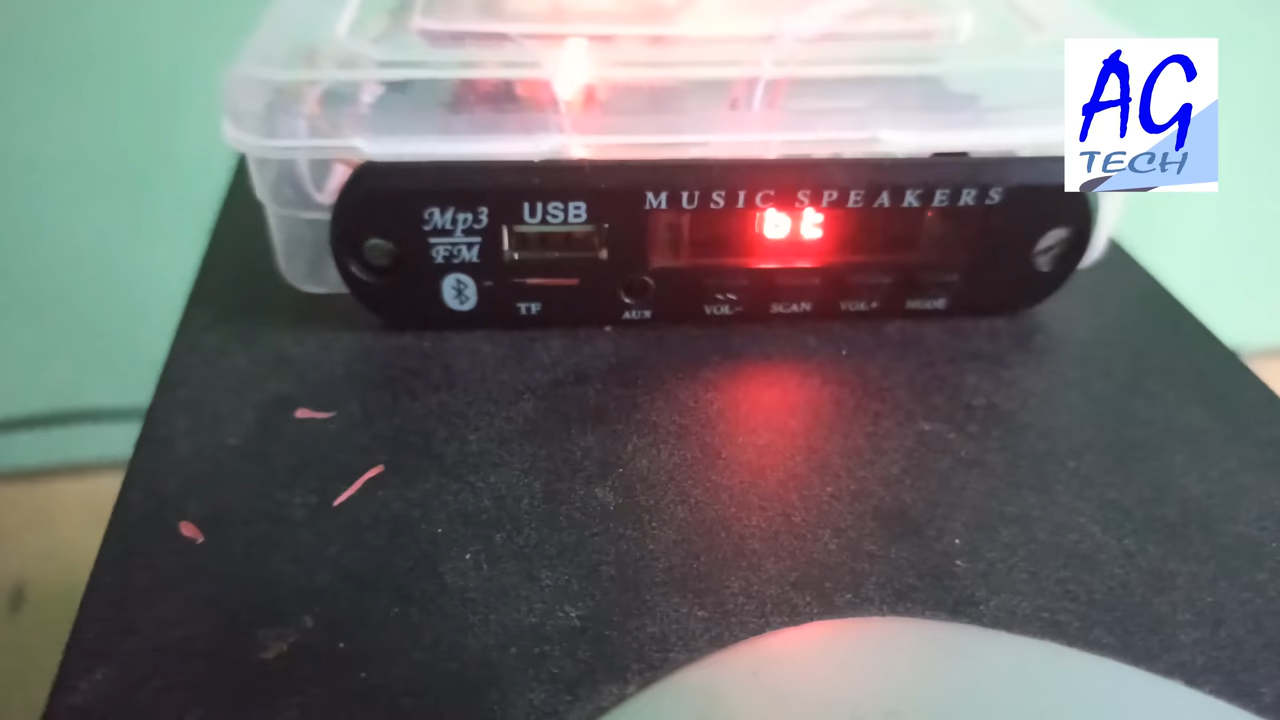 AG
TECH
MUSIC SPEAKERS
Mp3
FM
USB
bt
TF
AUX
VOL-
SCAN
VOL+
MODE